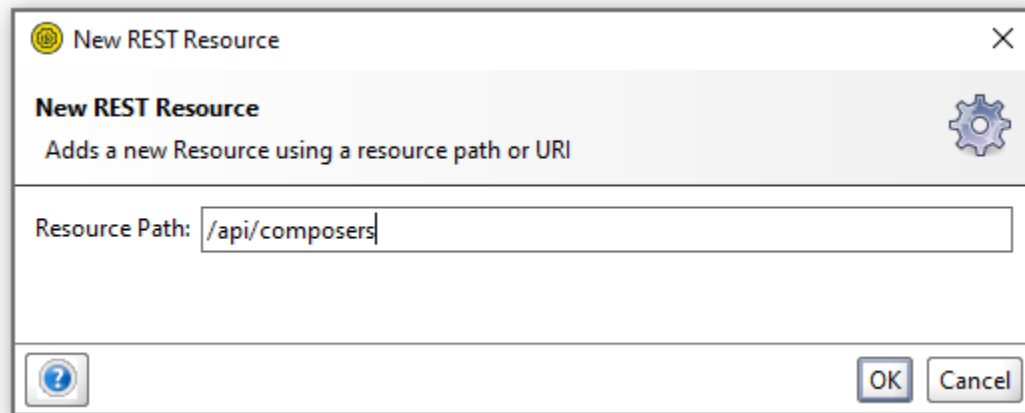 New REST Resource
New REST Resource
Adds a new Resource using a resource path or URI
Resource Path: /api/composers
? OK Cancel